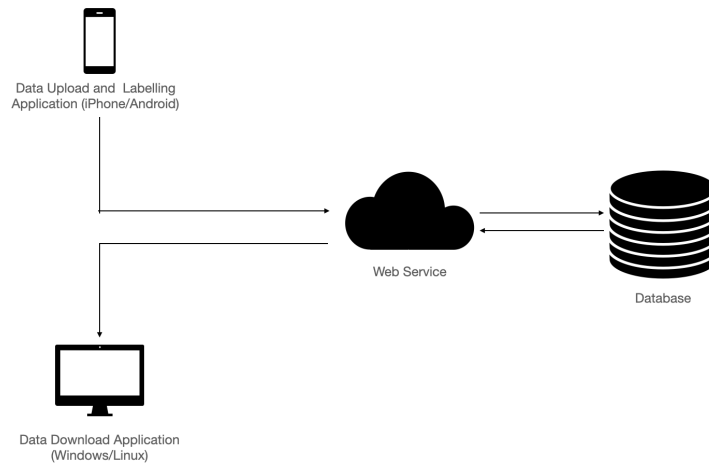 Data Upload and Labelling
Application (iPhone/Android)
Web Service
Database
Data Download Application
(Windows/Linux)